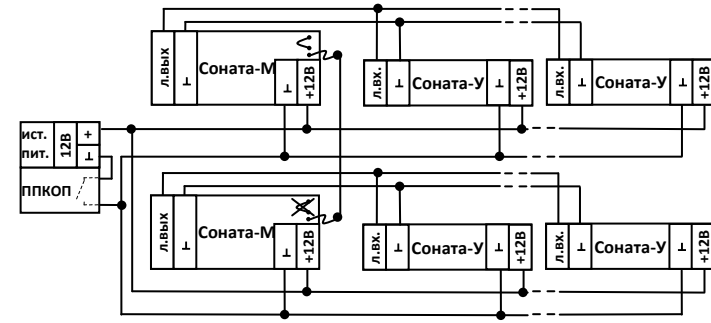 л.вых
⊥
Соната-М
⊥
+12В
л.вх.
⊥
Соната-У
⊥
+12В
л.вх.
⊥
Соната-У
⊥
+12В
ист.
пит.
12В
+
⊥
ППКОП
л.вых
⊥
Соната-М
⊥
+12В
л.вх.
⊥
Соната-У
⊥
+12В
л.вх.
⊥
Соната-У
⊥
+12В